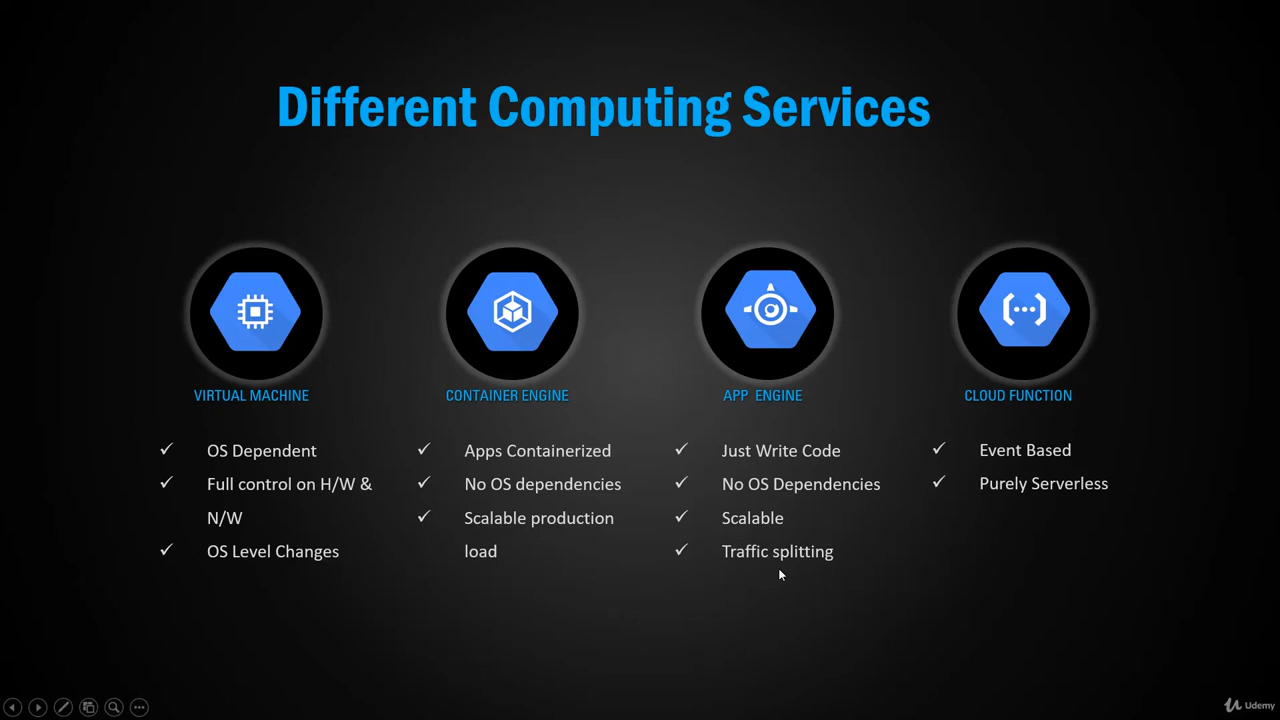 Different Computing Services
VIRTUAL MACHINE
OS Dependent
Full control on H/W &
N/W
OS Level Changes
CONTAINER ENGINE
Apps Containerized
No OS dependencies
Scalable production
load
APP ENGINE
Just Write Code
No OS Dependencies
Scalable
Traffic splitting
CLOUD FUNCTION
Event Based
Purely Serverless
Udemy